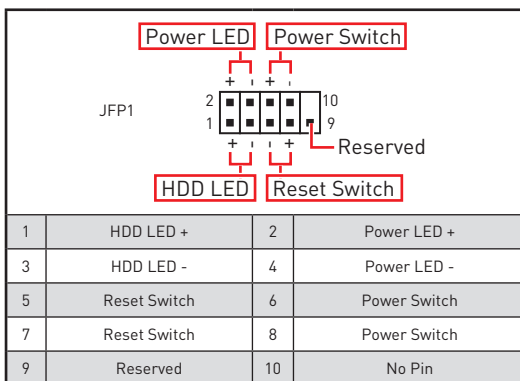 Power LED Power Switch
+ - + -
JFP1
2 10
1 9
+ - - +
Reserved
HDD LED Reset Switch
1 HDD LED + 2 Power LED +
3 HDD LED - 4 Power LED -
5 Reset Switch 6 Power Switch
7 Reset Switch 8 Power Switch
9 Reserved 10 No Pin